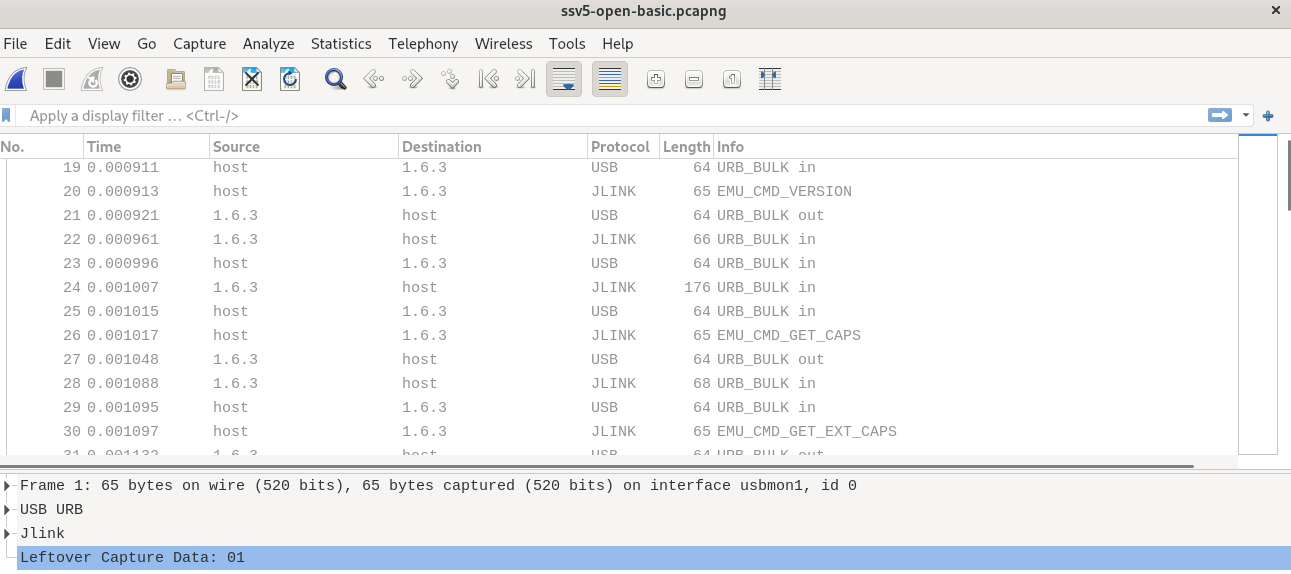 ssv5-open-basic.pcapng ×
File Edit View Go Capture Analyze Statistics Telephony Wireless Tools Help
Apply a display filter … <Ctrl-/>
No. Time Source Destination Protocol Length Info
19 0.000911 host 1.6.3 USB 64 URB_BULK in
20 0.000913 host 1.6.3 JLINK 65 EMU_CMD_VERSION
21 0.000921 1.6.3 host USB 64 URB_BULK out
22 0.000961 1.6.3 host JLINK 66 URB_BULK in
23 0.000996 host 1.6.3 USB 64 URB_BULK in
24 0.001007 1.6.3 host JLINK 176 URB_BULK in
25 0.001015 host 1.6.3 USB 64 URB_BULK in
26 0.001017 host 1.6.3 JLINK 65 EMU_CMD_GET_CAPS
27 0.001048 1.6.3 host USB 64 URB_BULK out
28 0.001088 1.6.3 host JLINK 68 URB_BULK in
29 0.001095 host 1.6.3 USB 64 URB_BULK in
30 0.001097 host 1.6.3 JLINK 65 EMU_CMD_GET_EXT_CAPS
31 0.001132 1.6.3 host USB 64 URB_BULK out
Frame 1: 65 bytes on wire (520 bits), 65 bytes captured (520 bits) on interface usbmon1, id 0
USB URB
Jlink
Leftover Capture Data: 01